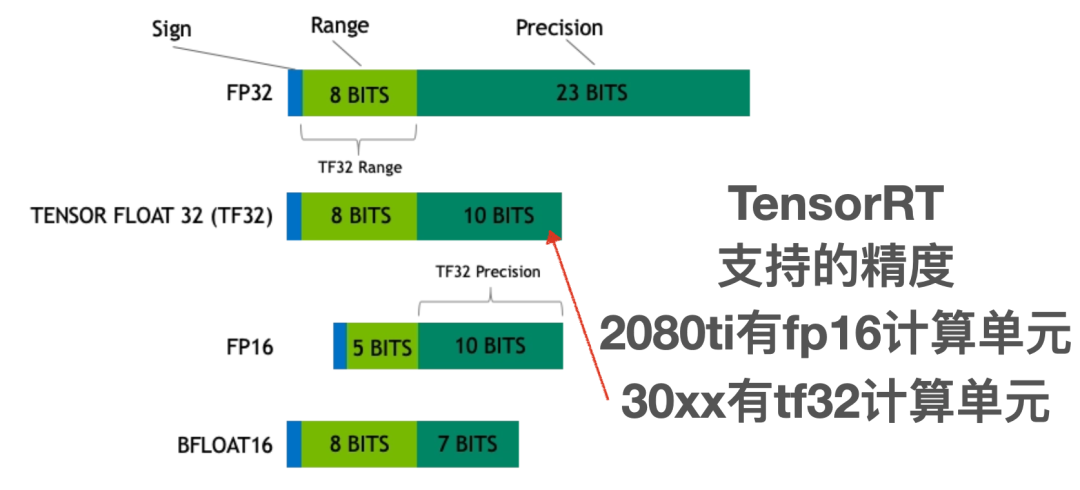 Sign
Range
Precision
FP32
8 BITS
23 BITS
TF32 Range
TENSOR FLOAT 32 (TF32)
8 BITS
10 BITS
TF32 Precision
FP16
5 BITS
10 BITS
BFLOAT16
8 BITS
7 BITS
TensorRT
支持的精度
2080ti有fp16计算单元
30xx有tf32计算单元